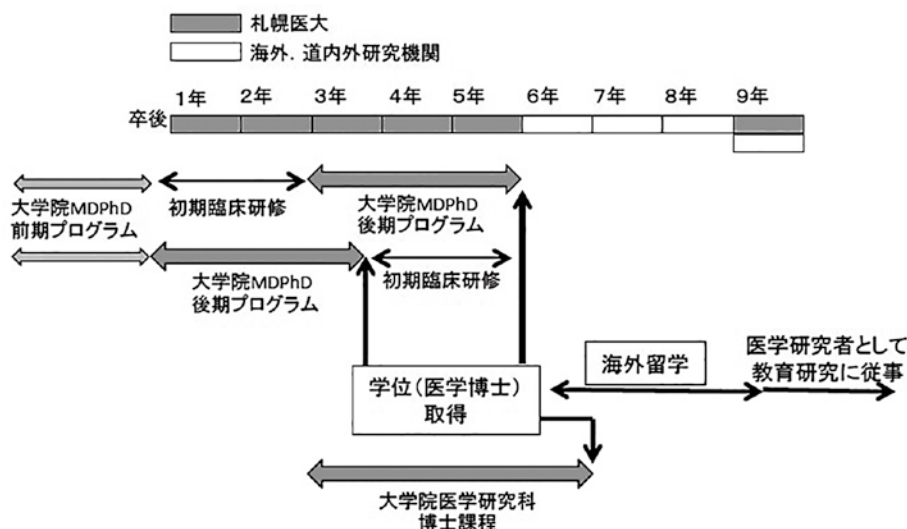 札幌医大
海外．道内外研究機関
1年 2年 3年 4年 5年 6年 7年 8年 9年
卒後
大学院MDPhD
前期プログラム
初期臨床研修
大学院MDPhD
後期プログラム
大学院MDPhD
後期プログラム
初期臨床研修
学位（医学博士）
取得
海外留学
医学研究者として
教育研究に従事
大学院医学研究科
博士課程